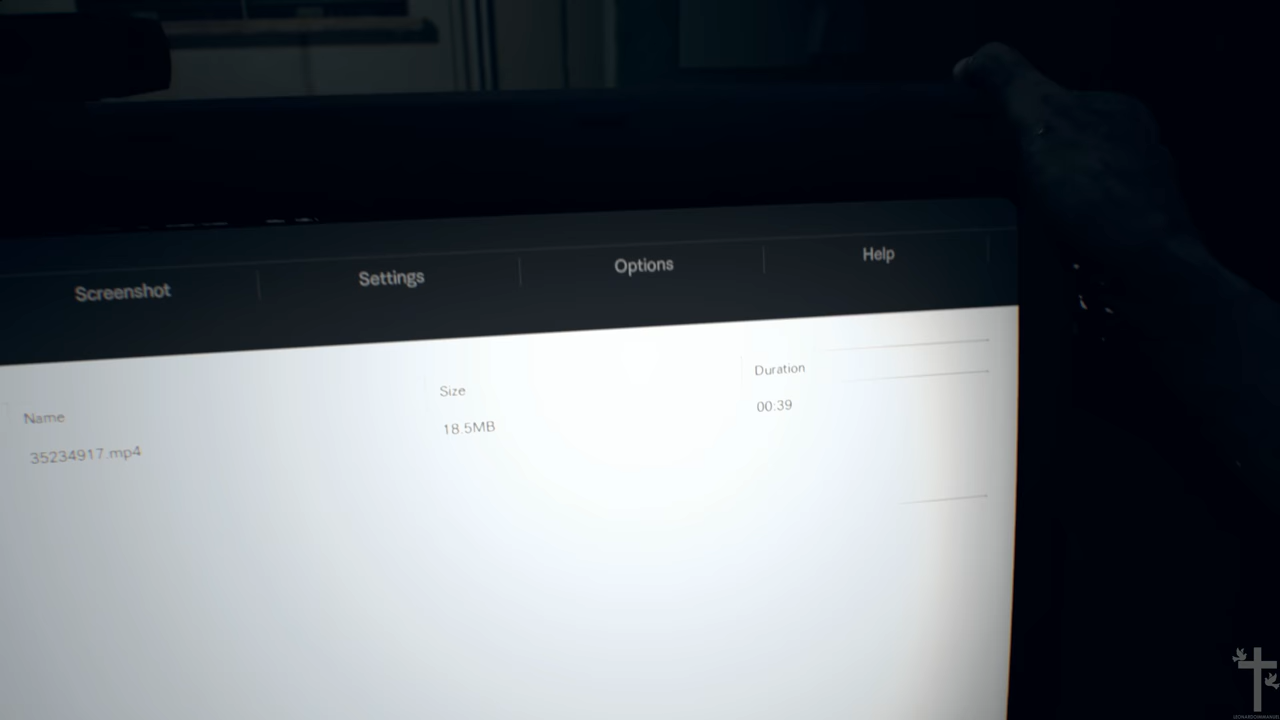 Screenshot Settings Options Help
Name Size Duration
35234917.mp4 18.5MB 00:39